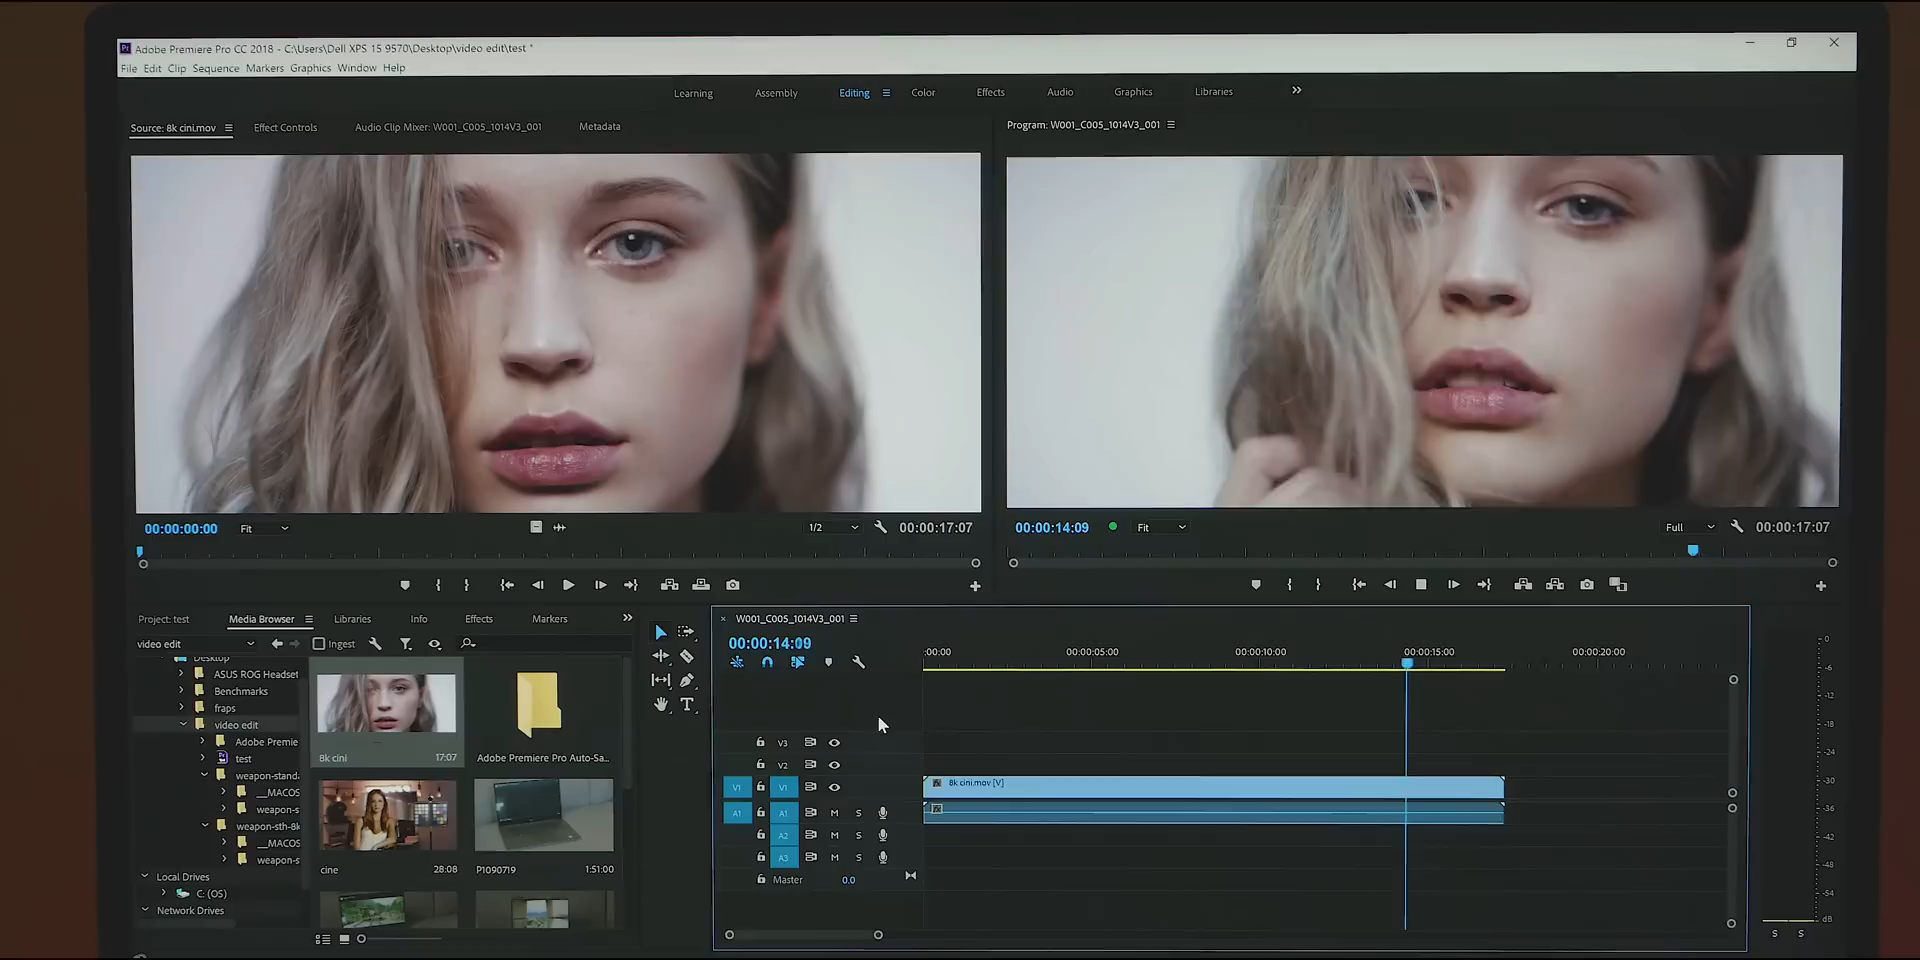 Adobe Premiere Pro CC 2018 - C:\Users\Dell XPS 15 9570\Desktop\video edit\test *
File Edit Clip Sequence Markers Graphics Window Help
Learning Assembly Editing Color Effects Audio Graphics Libraries
Source: 8k cini.mov Effect Controls Audio Clip Mixer: W001_C005_1014V3_001 Metadata
Program: W001_C005_1014V3_001
00:00:00:00 Fit 1/2 00:00:17:07
00:00:14:09 Fit Full 00:00:17:07
Project: test Media Browser Libraries Info Effects Markers
video edit Ingest
Desktop
ASUS ROG Headset
Benchmarks
fraps
video edit
Adobe Premie
test
weapon-stand
__MACOS
weapon-s
weapon-sth-8k
__MACOS
weapon-s
Local Drives
C: (OS)
Network Drives
8k cini 17:07
Adobe Premiere Pro Auto-Sa...
cine 28:08
P1090719 1:51:00
W001_C005_1014V3_001
00:00:14:09
:00:00 00:00:05:00 00:00:10:00 00:00:15:00 00:00:20:00
V3
V2
V1 V1
8k cini.mov [V]
A1 A1 M S
A2 M S
A3 M S
Master 0.0
0
-6
-12
-18
-24
-30
-36
-42
-48
-54
dB
S S